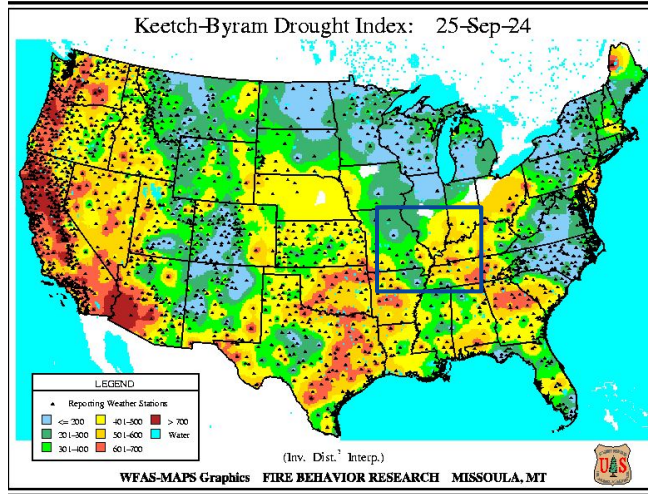 Keetch-Byram Drought Index: 25-Sep-24
LEGEND
Reporting Weather Stations
<= 200 401-500 > 700
201-300 501-600 Water
301-400 601-700
(Inv. Dist.² Interp.)
WFAS-MAPS Graphics FIRE BEHAVIOR RESEARCH MISSOULA, MT
U S